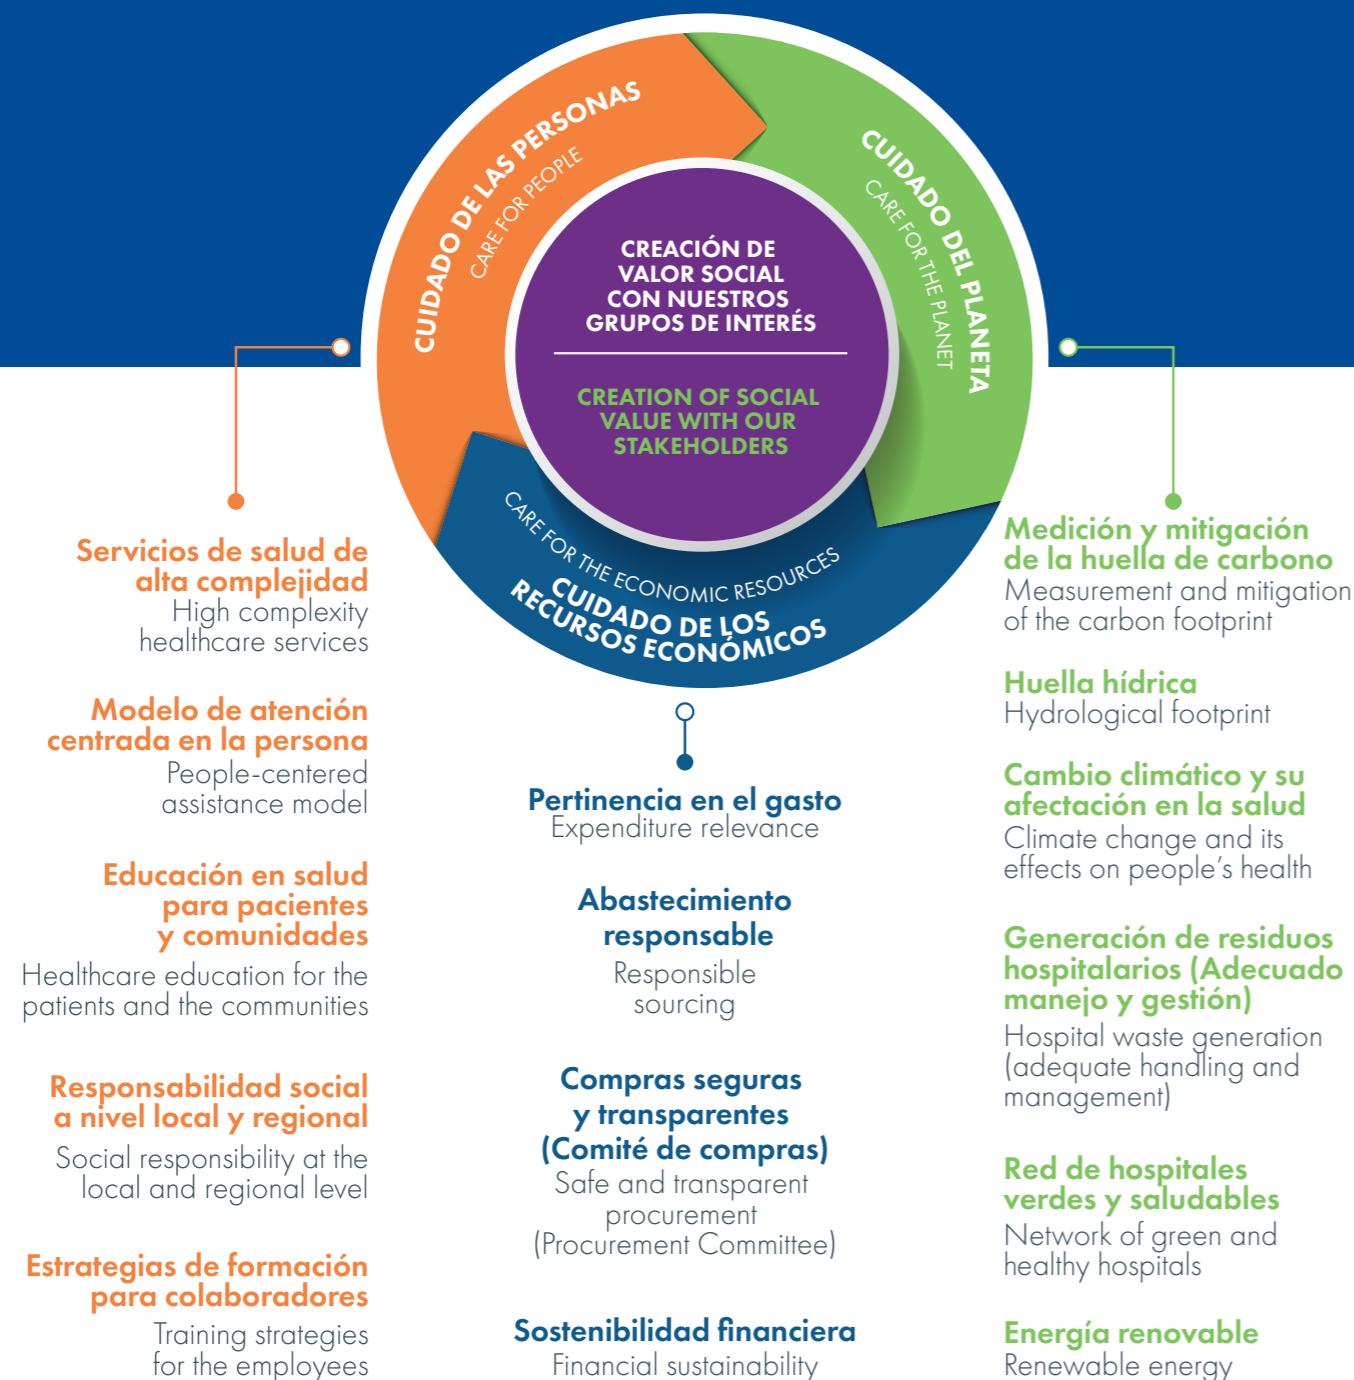 CUIDADO DE LAS PERSONAS
CARE FOR PEOPLE
CUIDADO DEL PLANETA
CARE FOR THE PLANET
CREACIÓN DE
VALOR SOCIAL
CON NUESTROS
GRUPOS DE INTERÉS
CREATION OF SOCIAL
VALUE WITH OUR
STAKEHOLDERS
CARE FOR THE ECONOMIC RESOURCES
CUIDADO DE LOS
RECURSOS ECONÓMICOS
Servicios de salud de
alta complejidad
High complexity
healthcare services
Modelo de atención
centrada en la persona
People-centered
assistance model
Educación en salud
para pacientes
y comunidades
Healthcare education for the
patients and the communities
Responsabilidad social
a nivel local y regional
Social responsibility at the
local and regional level
Estrategias de formación
para colaboradores
Training strategies
for the employees
Pertinencia en el gasto
Expenditure relevance
Abastecimiento
responsable
Responsible
sourcing
Compras seguras
y transparentes
(Comité de compras)
Safe and transparent
procurement
(Procurement Committee)
Sostenibilidad financiera
Financial sustainability
Medición y mitigación
de la huella de carbono
Measurement and mitigation
of the carbon footprint
Huella hídrica
Hydrological footprint
Cambio climático y su
afectación en la salud
Climate change and its
effects on people's health
Generación de residuos
hospitalarios (Adecuado
manejo y gestión)
Hospital waste generation
(adequate handling and
management)
Red de hospitales
verdes y saludables
Network of green and
healthy hospitals
Energía renovable
Renewable energy